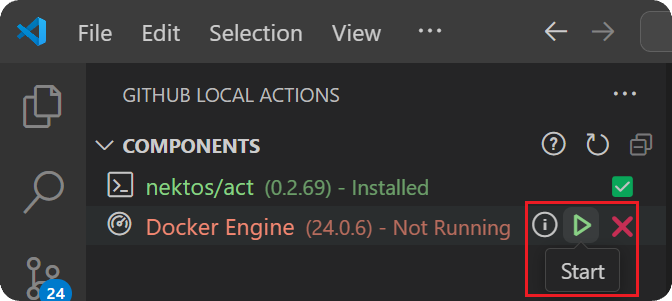 File Edit Selection View ···
GITHUB LOCAL ACTIONS ···
COMPONENTS
nektos/act (0.2.69) - Installed
Docker Engine (24.0.6) - Not Running
Start
24